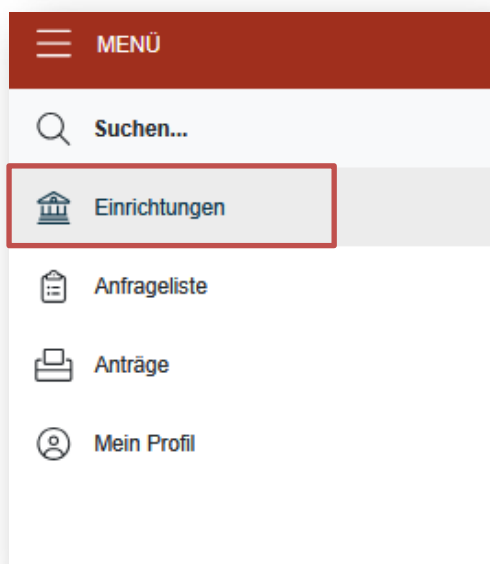 MENÜ
Suchen...
Einrichtungen
Anfrageliste
Anträge
Mein Profil